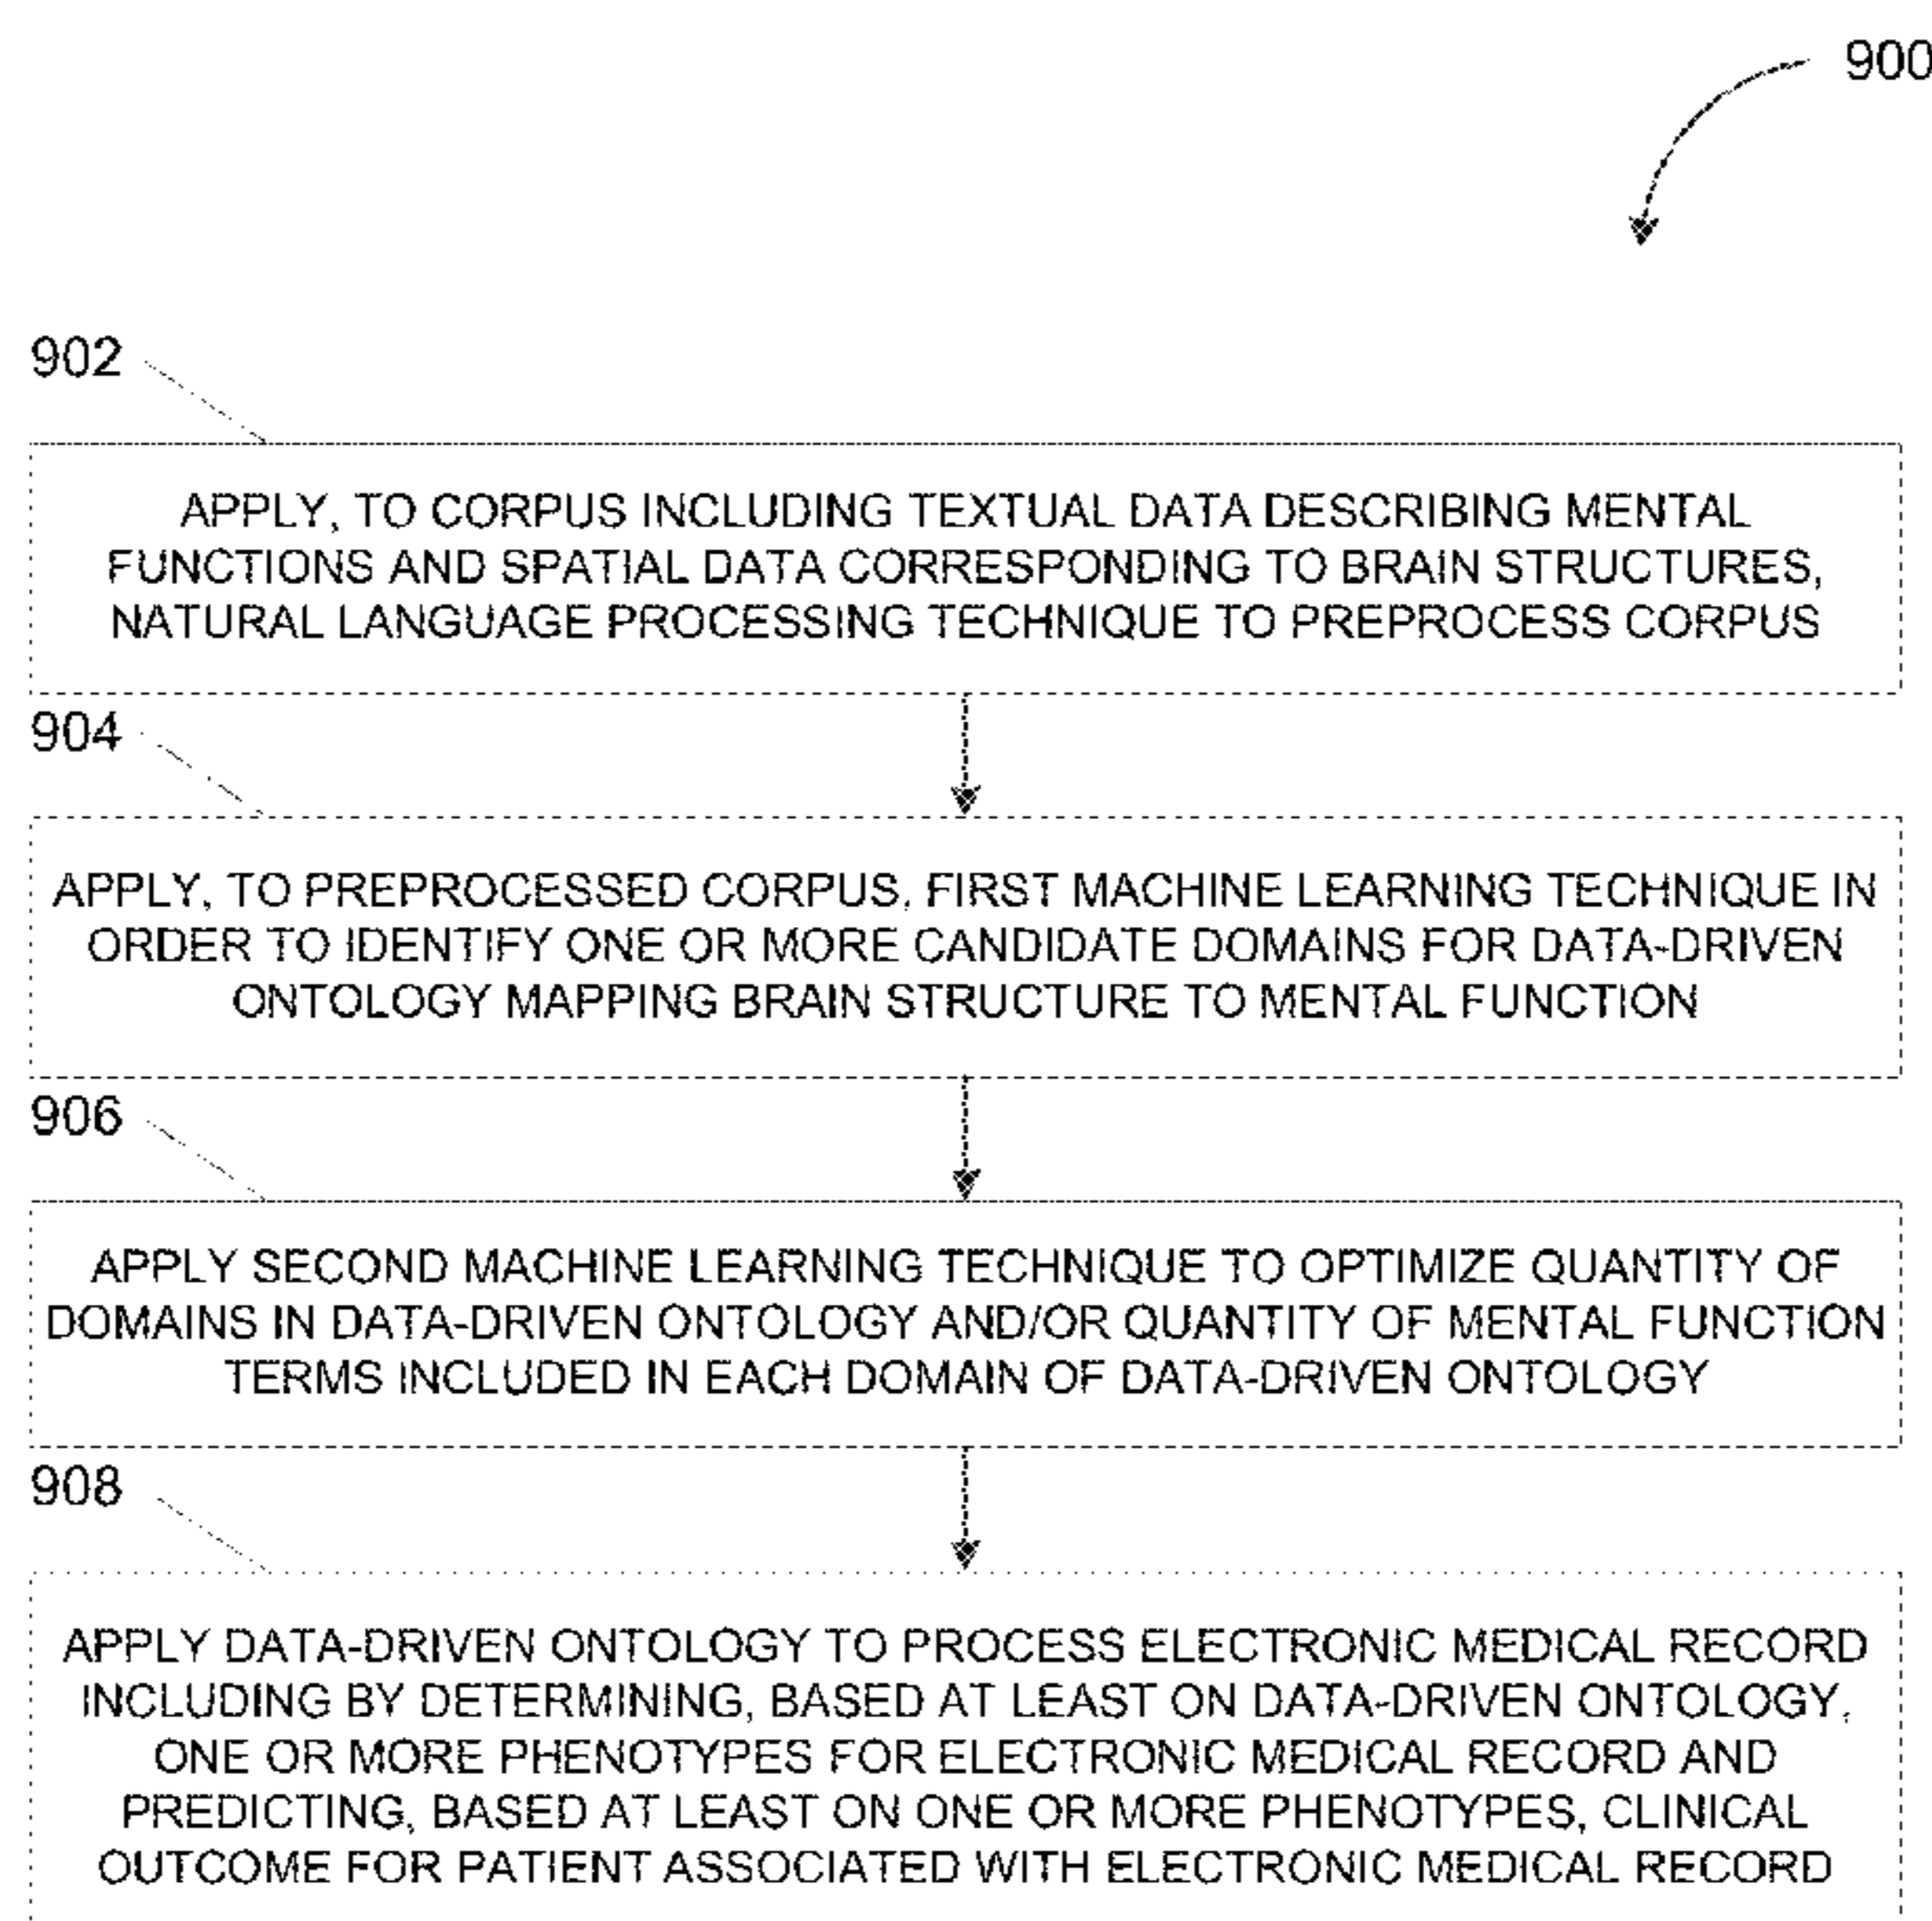 900
902
APPLY, TO CORPUS INCLUDING TEXTUAL DATA DESCRIBING MENTAL
FUNCTIONS AND SPATIAL DATA CORRESPONDING TO BRAIN STRUCTURES,
NATURAL LANGUAGE PROCESSING TECHNIQUE TO PREPROCESS CORPUS
904
APPLY, TO PREPROCESSED CORPUS, FIRST MACHINE LEARNING TECHNIQUE IN
ORDER TO IDENTIFY ONE OR MORE CANDIDATE DOMAINS FOR DATA-DRIVEN
ONTOLOGY MAPPING BRAIN STRUCTURE TO MENTAL FUNCTION
906
APPLY SECOND MACHINE LEARNING TECHNIQUE TO OPTIMIZE QUANTITY OF
DOMAINS IN DATA-DRIVEN ONTOLOGY AND/OR QUANTITY OF MENTAL FUNCTION
TERMS INCLUDED IN EACH DOMAIN OF DATA-DRIVEN ONTOLOGY
908
APPLY DATA-DRIVEN ONTOLOGY TO PROCESS ELECTRONIC MEDICAL RECORD
INCLUDING BY DETERMINING, BASED AT LEAST ON DATA-DRIVEN ONTOLOGY,
ONE OR MORE PHENOTYPES FOR ELECTRONIC MEDICAL RECORD AND
PREDICTING, BASED AT LEAST ON ONE OR MORE PHENOTYPES, CLINICAL
OUTCOME FOR PATIENT ASSOCIATED WITH ELECTRONIC MEDICAL RECORD